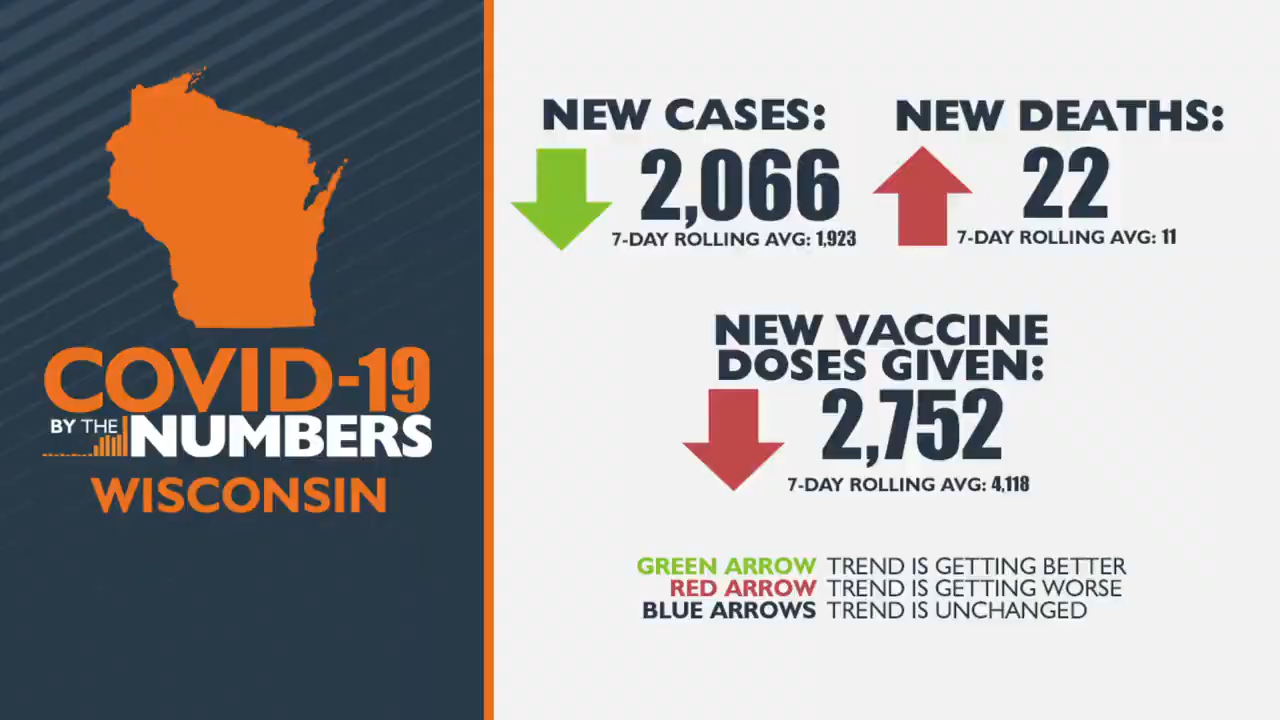 COVID-19
BY THE NUMBERS
WISCONSIN
NEW CASES:
2,066
7-DAY ROLLING AVG: 1,923
NEW DEATHS:
22
7-DAY ROLLING AVG: 11
NEW VACCINE
DOSES GIVEN:
2,752
7-DAY ROLLING AVG: 4,118
GREEN ARROW TREND IS GETTING BETTER
RED ARROW TREND IS GETTING WORSE
BLUE ARROWS TREND IS UNCHANGED